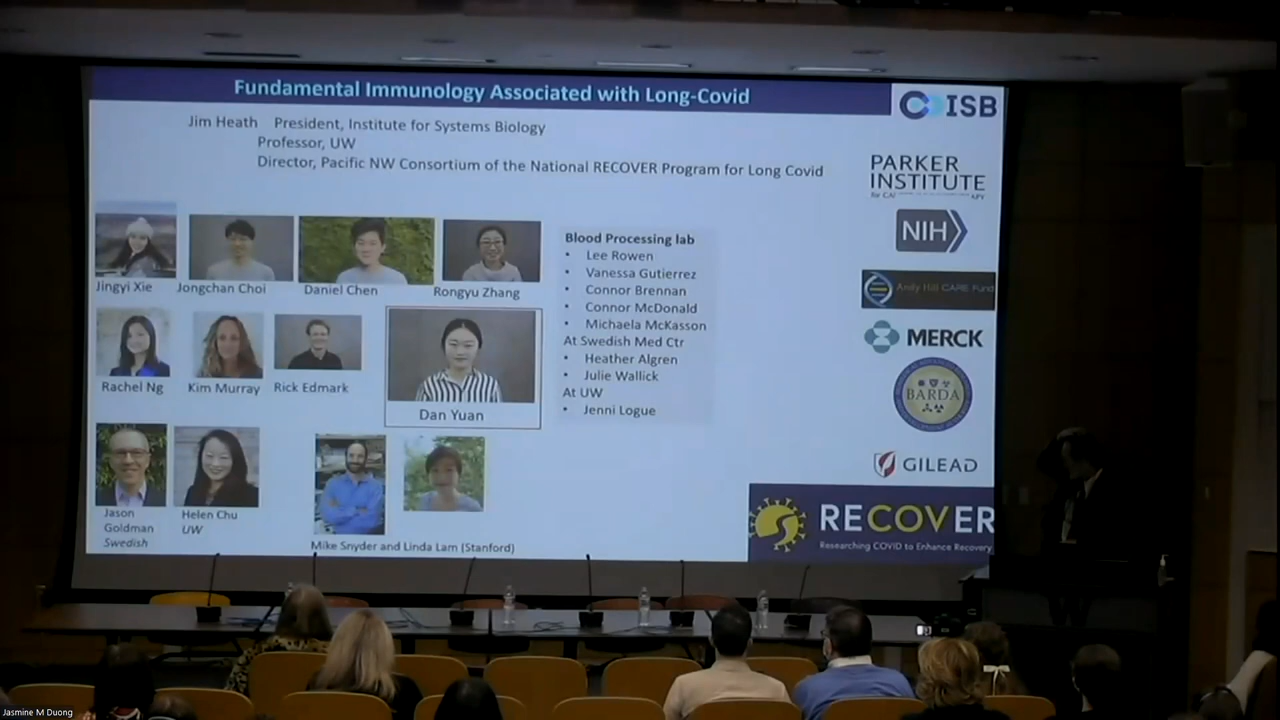 Fundamental Immunology Associated with Long-Covid
ISB
Jim Heath President, Institute for Systems Biology
Professor, UW
Director, Pacific NW Consortium of the National RECOVER Program for Long Covid
PARKER
INSTITUTE
NIH
Jingyi Xie
Jongchan Choi
Daniel Chen
Rongyu Zhang
Rachel Ng
Kim Murray
Rick Edmark
Dan Yuan
Blood Processing lab
• Lee Rowen
• Vanessa Gutierrez
• Connor Brennan
• Connor McDonald
• Michaela McKasson
At Swedish Med Ctr
• Heather Algren
• Julie Wallick
At UW
• Jenni Logue
Andy Hill CARE Fund
MERCK
BARDA
GILEAD
Jason
Goldman
Swedish
Helen Chu
UW
Mike Snyder and Linda Lam (Stanford)
RECOVER
Researching COVID to Enhance Recovery
Jasmine M Duong